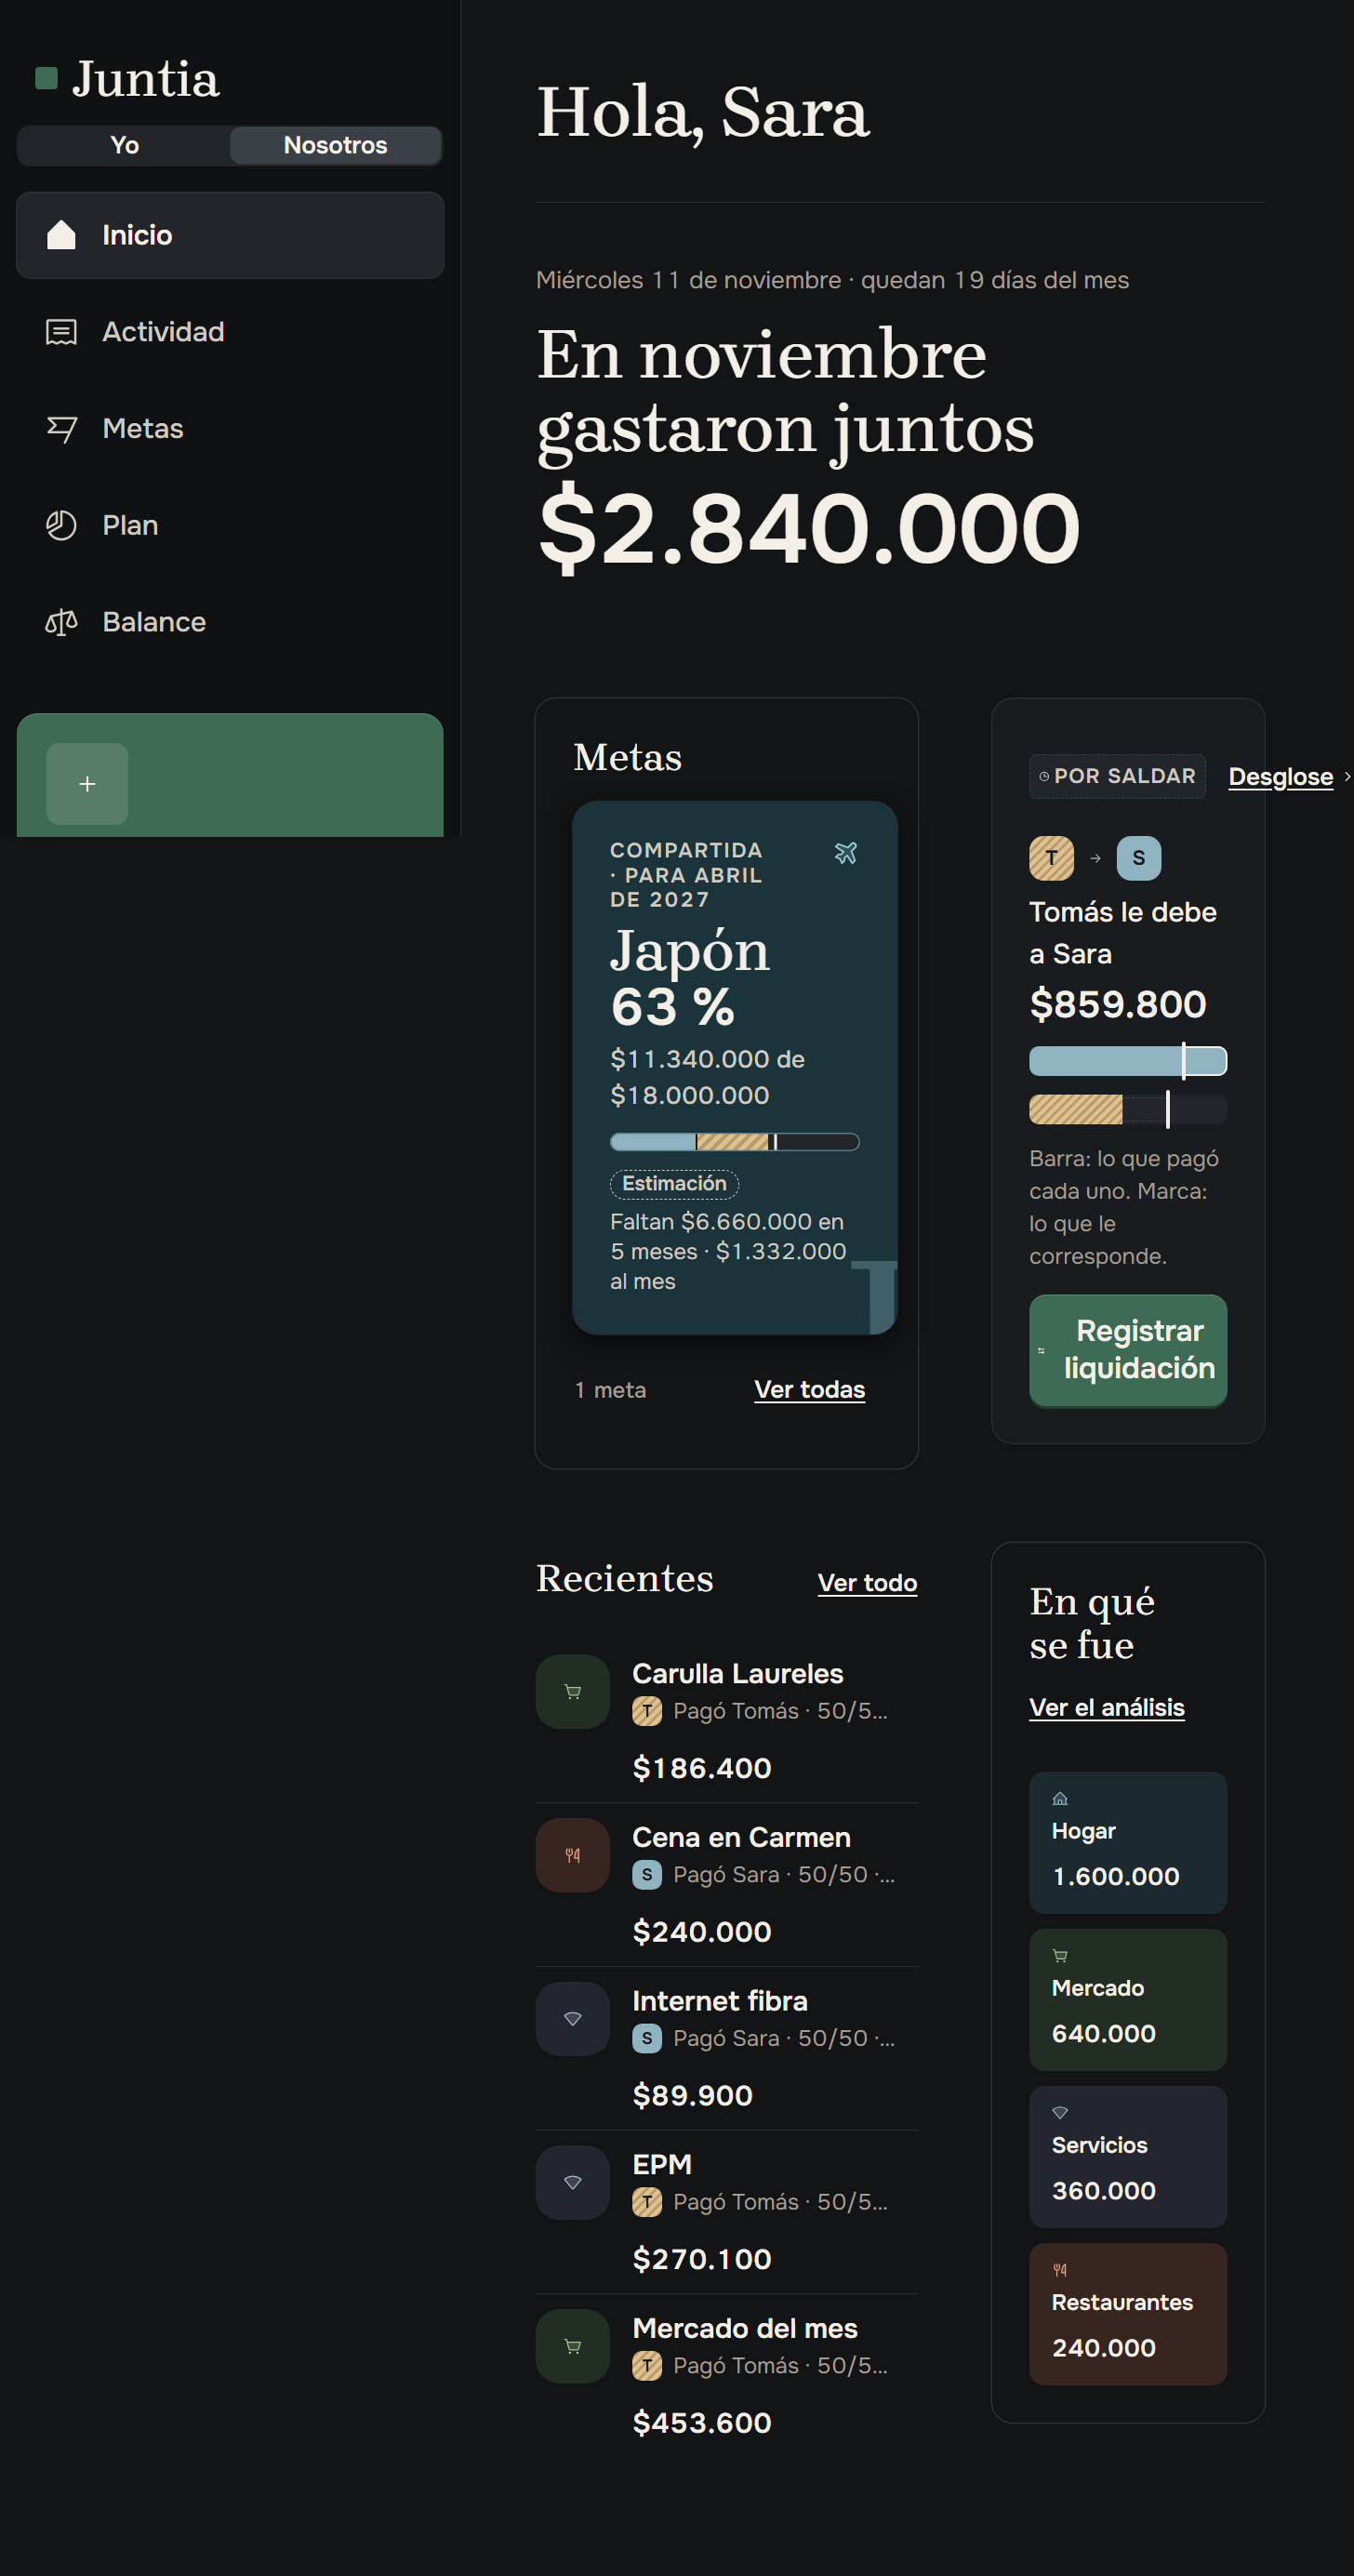 Juntia
Yo
Nosotros
Inicio
Actividad
Metas
Plan
Balance
+
Hola, Sara
Miércoles 11 de noviembre · quedan 19 días del mes
En noviembre
gastaron juntos
$2.840.000
Metas
COMPARTIDA
· PARA ABRIL
DE 2027
Japón
63 %
$11.340.000 de
$18.000.000
Estimación
Faltan $6.660.000 en
5 meses · $1.332.000
al mes
1 meta
Ver todas
POR SALDAR
Desglose ›
T → S
Tomás le debe
a Sara
$859.800
Barra: lo que pagó
cada uno. Marca:
lo que le
corresponde.
Registrar
liquidación
Recientes
Ver todo
Carulla Laureles
T Pagó Tomás · 50/5...
$186.400
Cena en Carmen
S Pagó Sara · 50/50 ·...
$240.000
Internet fibra
S Pagó Sara · 50/50 ·...
$89.900
EPM
T Pagó Tomás · 50/5...
$270.100
Mercado del mes
T Pagó Tomás · 50/5...
$453.600
En qué
se fue
Ver el análisis
Hogar
1.600.000
Mercado
640.000
Servicios
360.000
Restaurantes
240.000